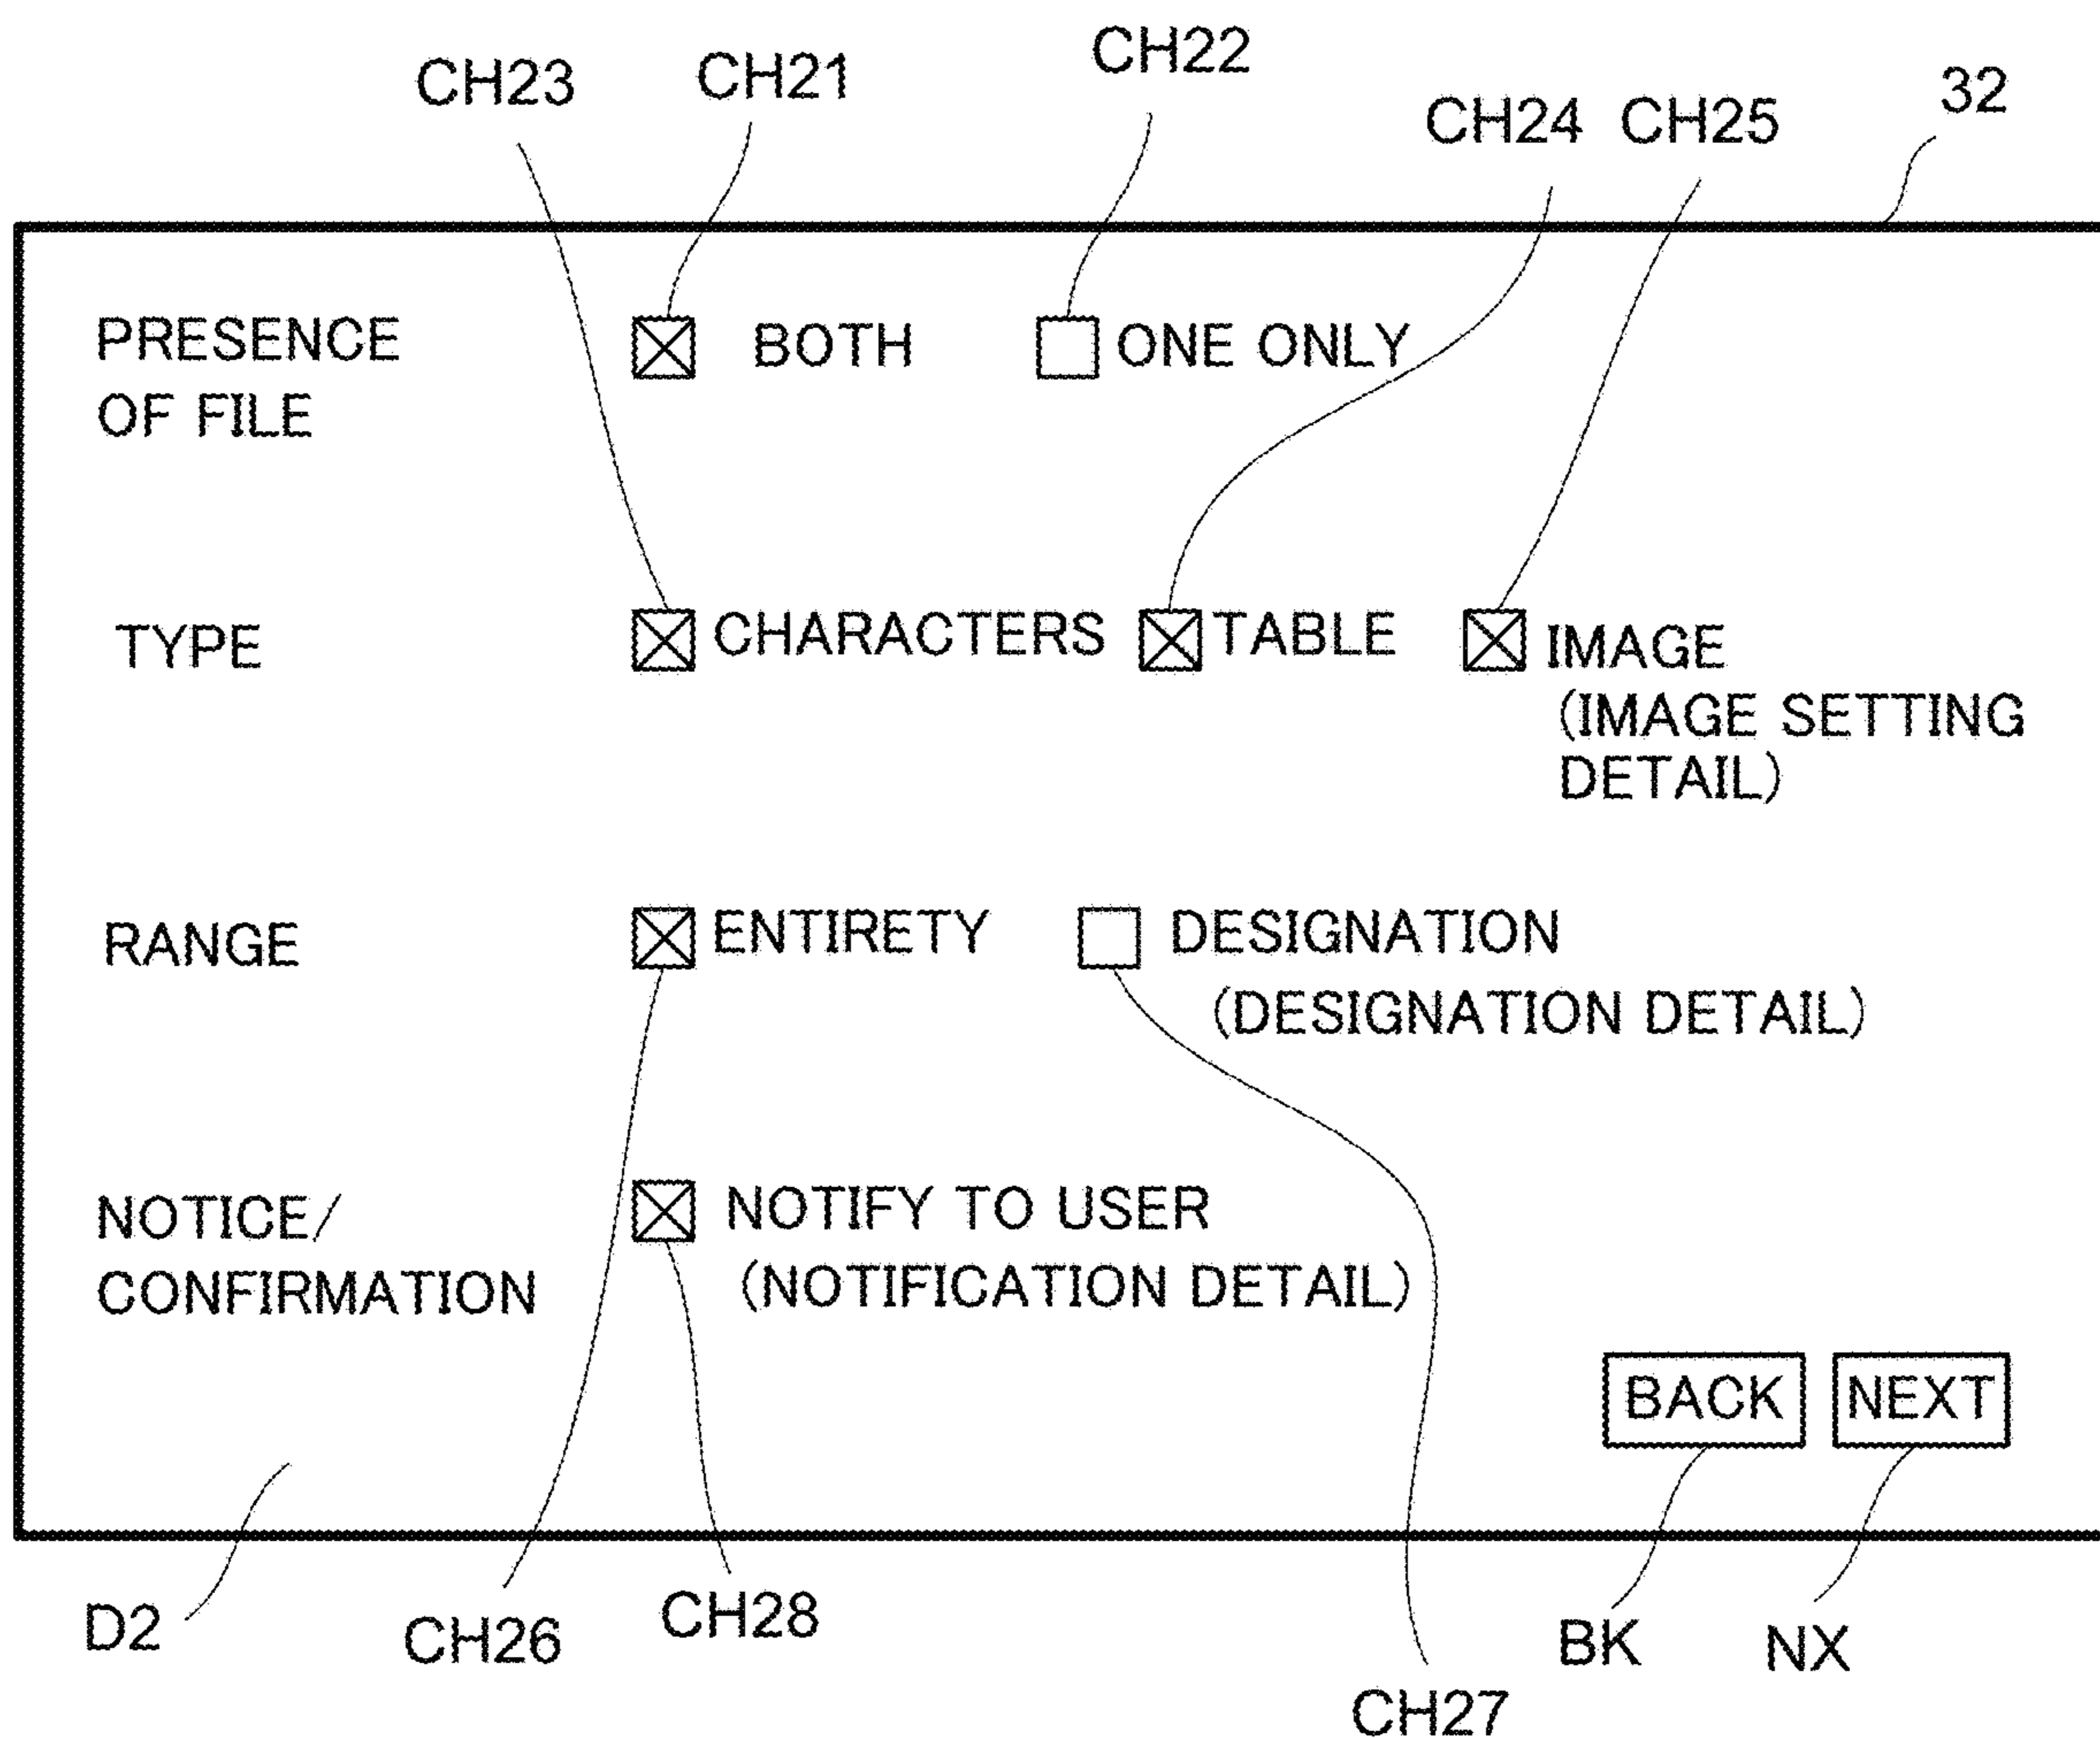 CH23 CH21 CH22 CH24 CH25 32
PRESENCE
OF FILE
BOTH ONE ONLY
TYPE CHARACTERS TABLE IMAGE
(IMAGE SETTING
DETAIL)
RANGE ENTIRETY DESIGNATION
(DESIGNATION DETAIL)
NOTICE/
CONFIRMATION
NOTIFY TO USER
(NOTIFICATION DETAIL)
BACK NEXT
D2 CH26 CH28 CH27 BK NX